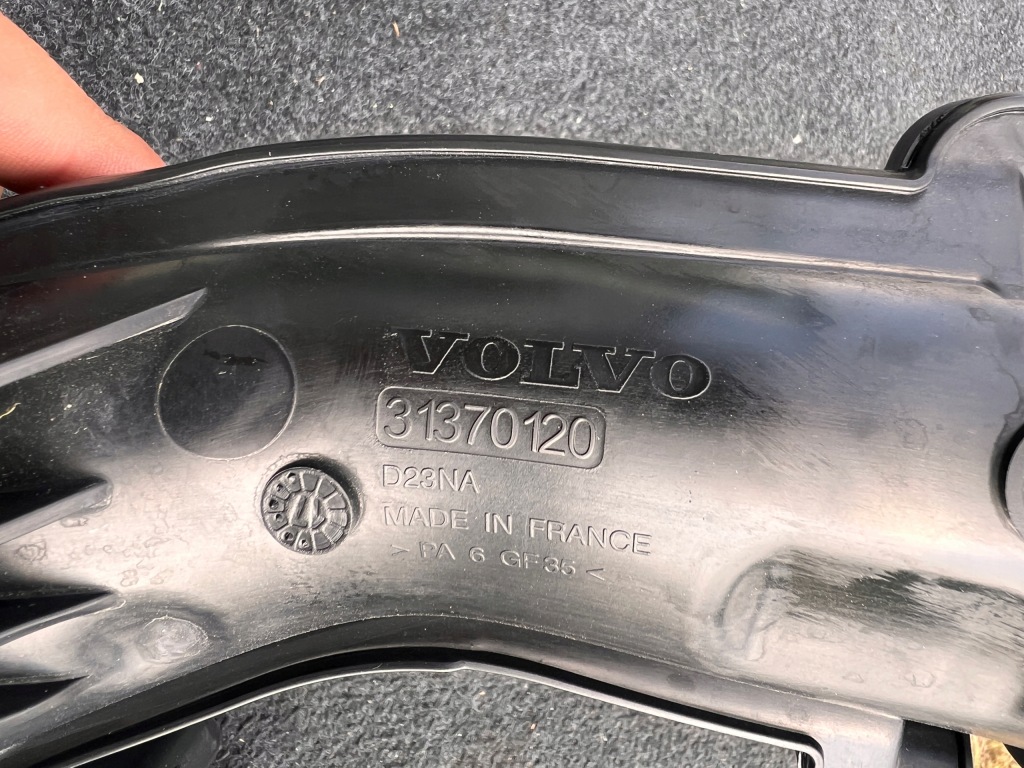 VOLVO
31370120
D23NA
MADE IN FRANCE
> PA 6 GF35 <